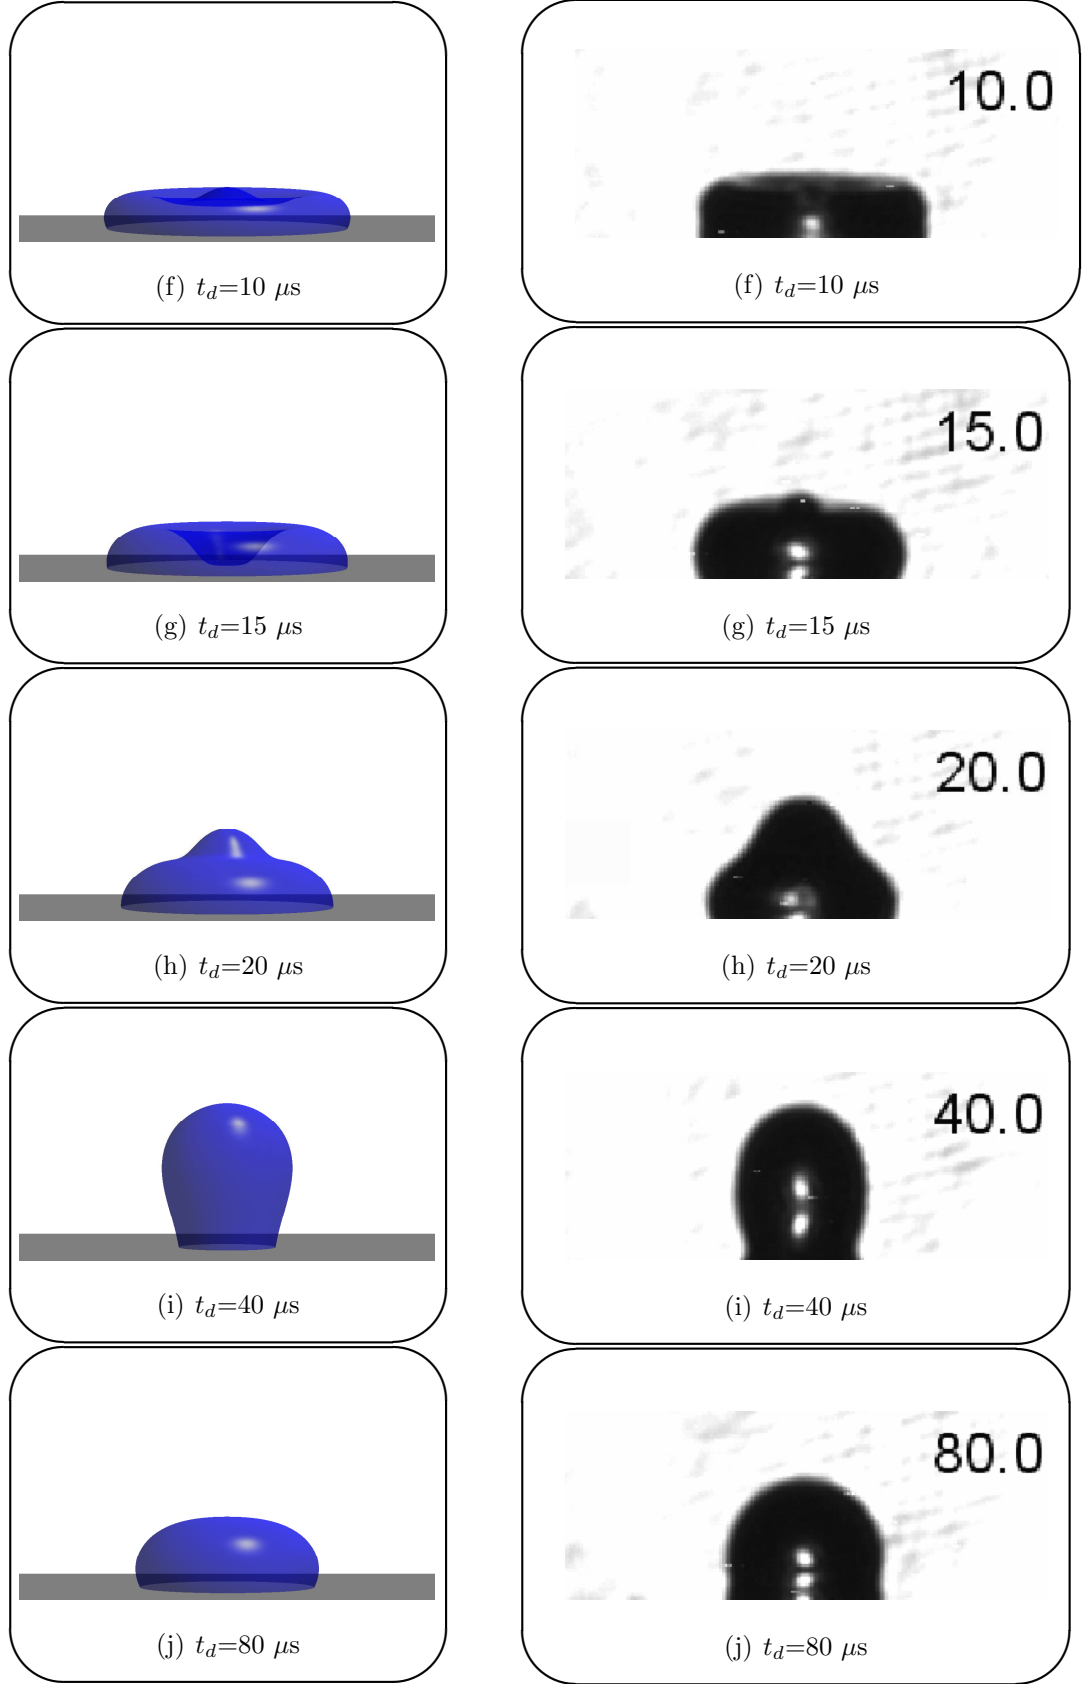 10.0
(f) t_d=10 μs
(f) t_d=10 μs
15.0
(g) t_d=15 μs
(g) t_d=15 μs
20.0
(h) t_d=20 μs
(h) t_d=20 μs
40.0
(i) t_d=40 μs
(i) t_d=40 μs
80.0
(j) t_d=80 μs
(j) t_d=80 μs